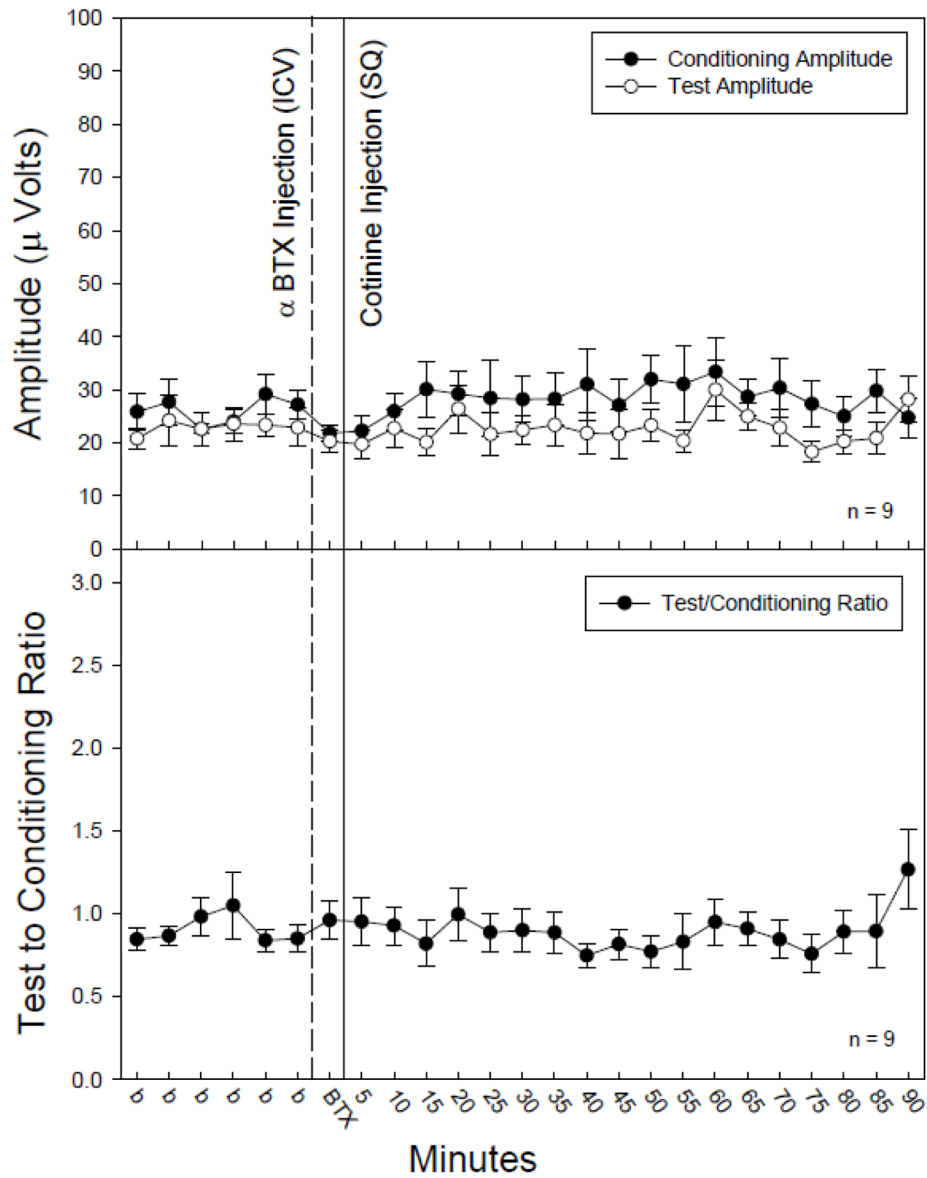 100
90
80
70
60
50
40
30
20
10
0
Amplitude (μ Volts)
α BTX Injection (ICV)
Cotinine Injection (SQ)
Conditioning Amplitude
Test Amplitude
n = 9
3.0
2.5
2.0
1.5
1.0
0.5
0.0
Test to Conditioning Ratio
Test/Conditioning Ratio
n = 9
b b b b b b BTX 5 10 15 20 25 30 35 40 45 50 55 60 65 70 75 80 85 90
Minutes